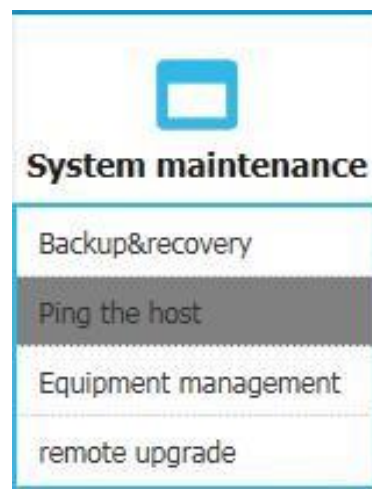 System maintenance
Backup&recovery
Ping the host
Equipment management
remote upgrade